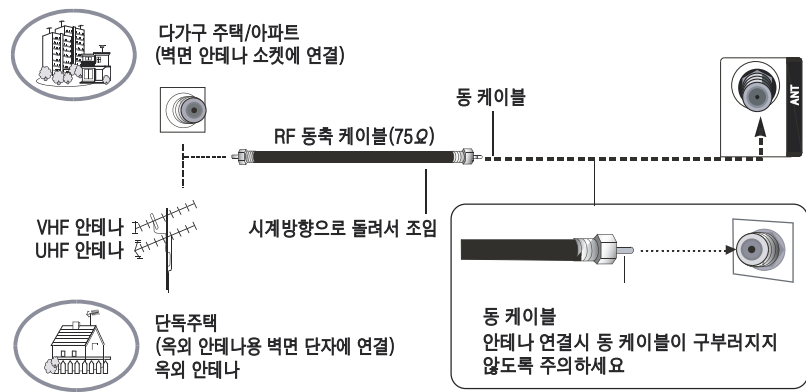 다가구 주택/아파트
(벽면 안테나 소켓에 연결)
동 케이블
ANT
RF 동축 케이블(75오)
시계방향으로 돌려서 조임
VHF 안테나
UHF 안테나
단독주택
(옥외 안테나용 벽면 단자에 연결)
옥외 안테나
동 케이블
안테나 연결시 동 케이블이 구부러지지
않도록 주의하세요